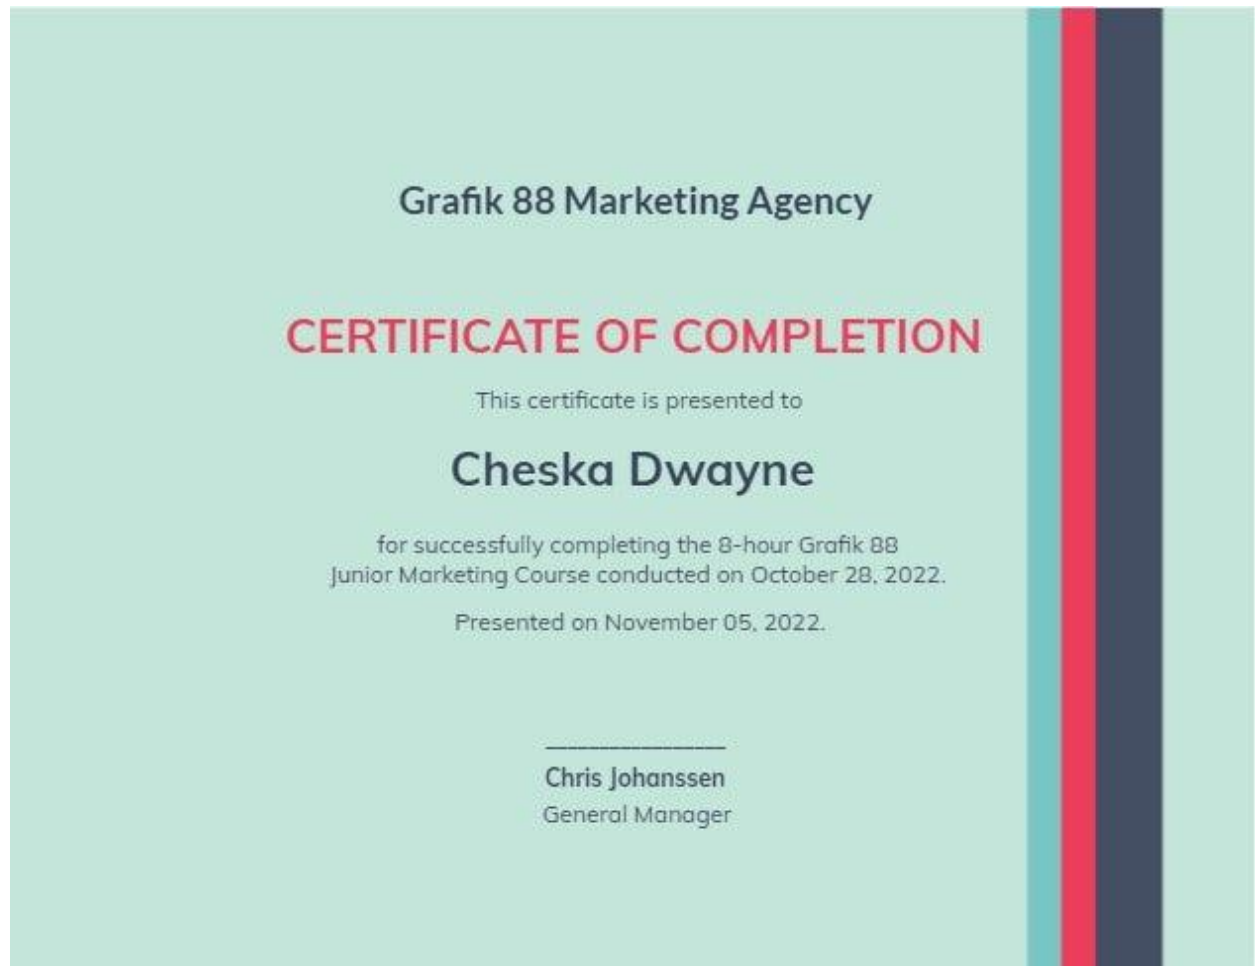 Grafik 88 Marketing Agency
CERTIFICATE OF COMPLETION
This certificate is presented to
Cheska Dwayne
for successfully completing the 8-hour Grafik 88
Junior Marketing Course conducted on October 28, 2022.
Presented on November 05, 2022.
Chris Johanssen
General Manager